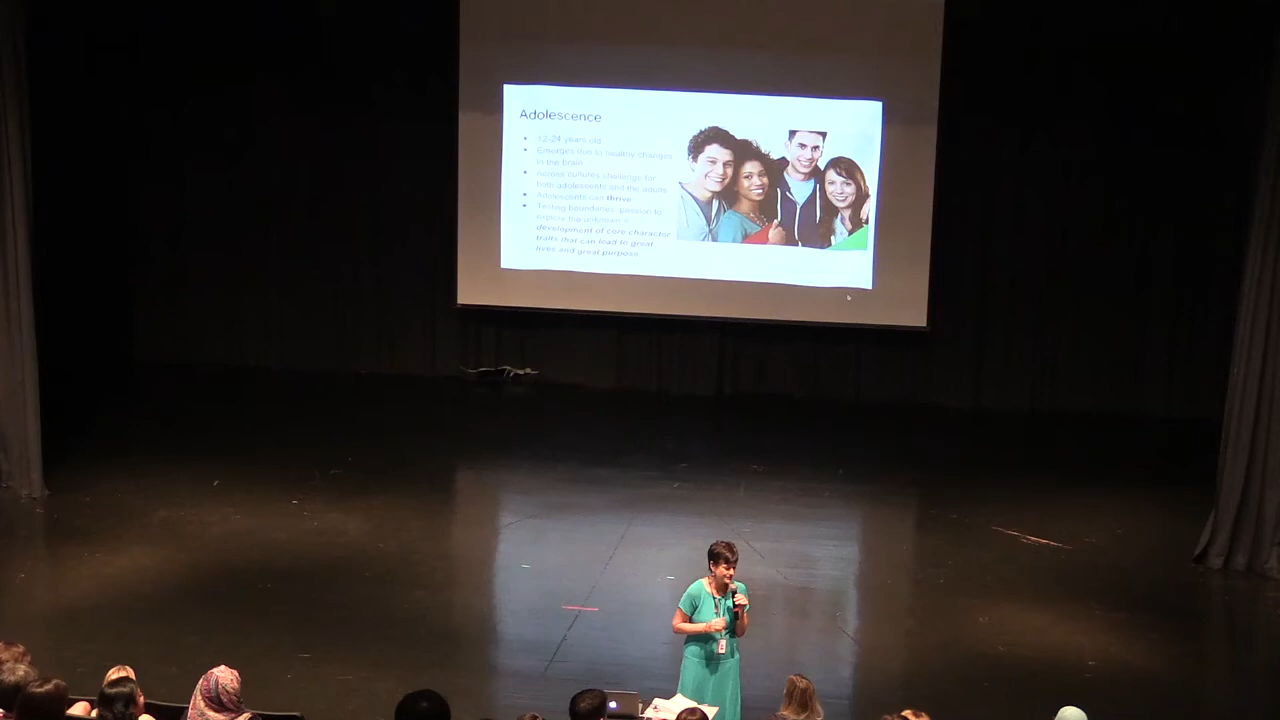 Adolescence
12-24 years old
Emerges due to healthy changes
in the brain
Across cultures challenge for
both adolescents and the adults
Adolescents can thrive
Testing boundaries, passion to
explore the unknown =
development of core charactor
traits that can lead to great
lives and great purpose